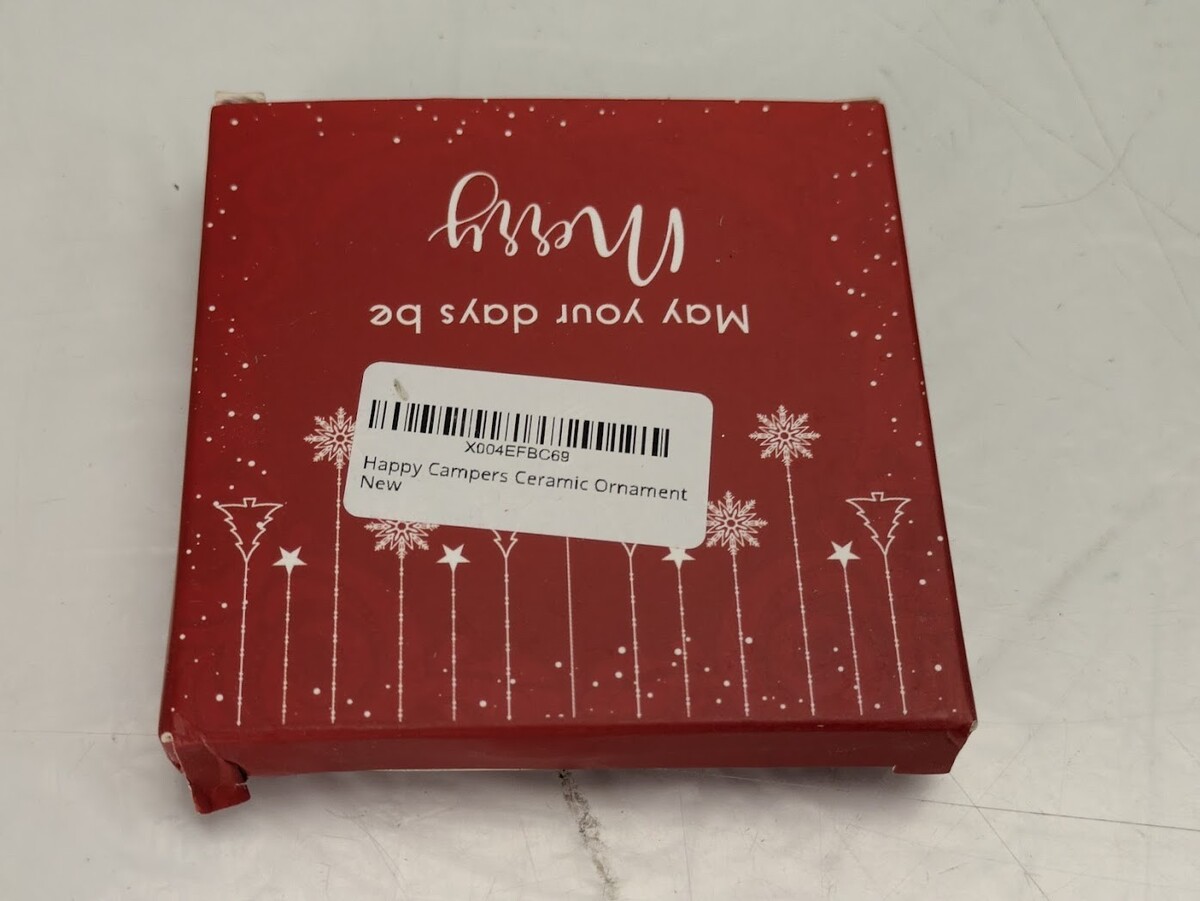 May your days be
Merry
X004EFBC69
Happy Campers Ceramic Ornament
New